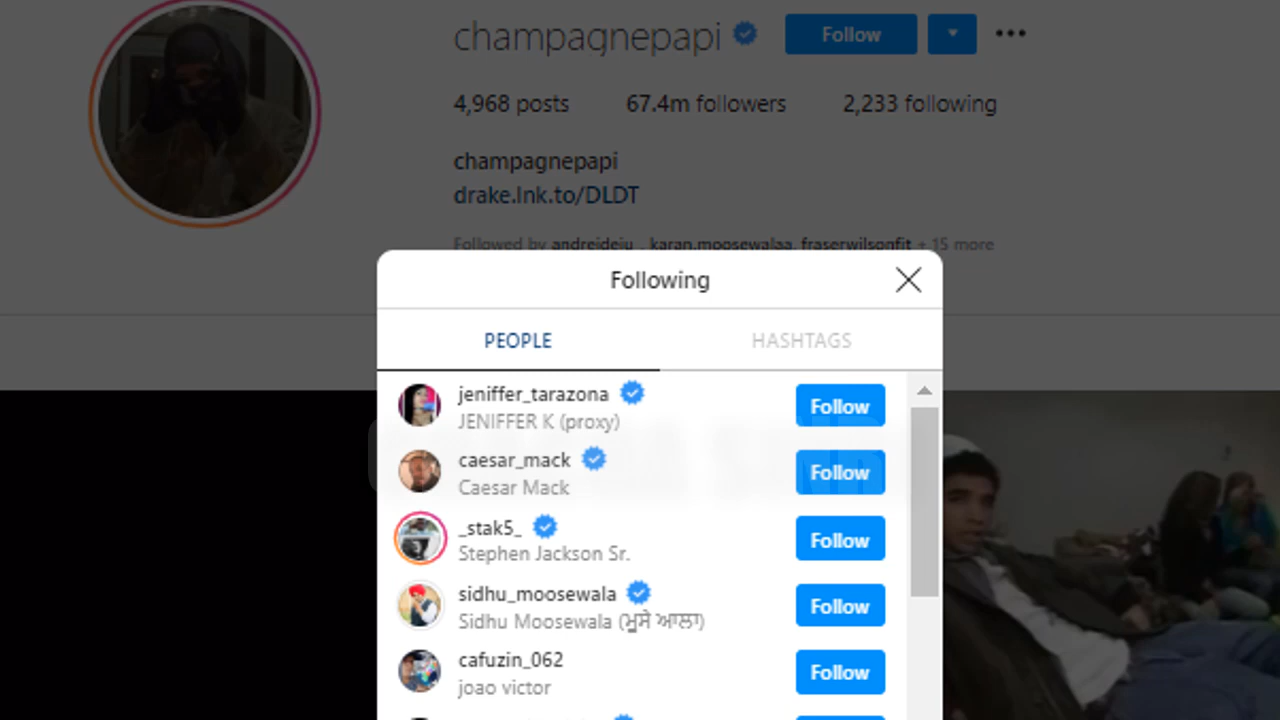 champagnepapi Follow
4,968 posts 67.4m followers 2,233 following
champagnepapi
drake.lnk.to/DLDT
Followed by andreideiu_, karan.moosewalaa, fraserwilsonfit + 15 more
Following
PEOPLE HASHTAGS
jeniffer_tarazona Follow
JENIFFER K (proxy)
caesar_mack Follow
Caesar Mack
_stak5_ Follow
Stephen Jackson Sr.
sidhu_moosewala Follow
Sidhu Moosewala (ਮੂਸੇ ਆਲਾ)
cafuzin_062 Follow
joao victor